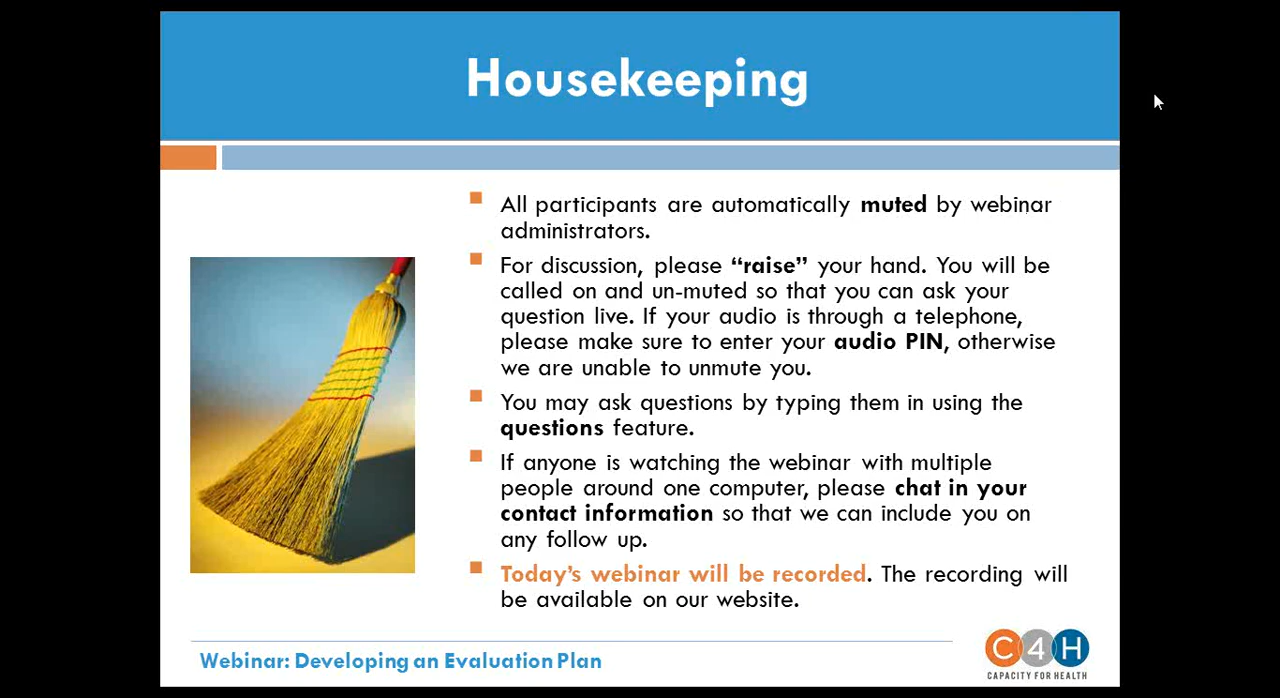 Housekeeping
All participants are automatically muted by webinar
administrators.
For discussion, please “raise” your hand. You will be
called on and un-muted so that you can ask your
question live. If your audio is through a telephone,
please make sure to enter your audio PIN, otherwise
we are unable to unmute you.
You may ask questions by typing them in using the
questions feature.
If anyone is watching the webinar with multiple
people around one computer, please chat in your
contact information so that we can include you on
any follow up.
Today’s webinar will be recorded. The recording will
be available on our website.
Webinar: Developing an Evaluation Plan
C4H
CAPACITY FOR HEALTH